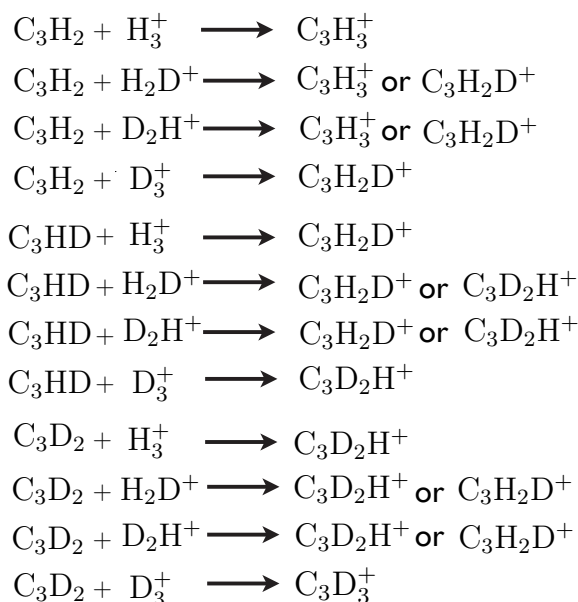 C₃H₂ + H₃⁺ ⟶ C₃H₃⁺
C₃H₂ + H₂D⁺ ⟶ C₃H₃⁺ or C₃H₂D⁺
C₃H₂ + D₂H⁺ ⟶ C₃H₃⁺ or C₃H₂D⁺
C₃H₂ + D₃⁺ ⟶ C₃H₂D⁺
C₃HD + H₃⁺ ⟶ C₃H₂D⁺
C₃HD + H₂D⁺ ⟶ C₃H₂D⁺ or C₃D₂H⁺
C₃HD + D₂H⁺ ⟶ C₃H₂D⁺ or C₃D₂H⁺
C₃HD + D₃⁺ ⟶ C₃D₂H⁺
C₃D₂ + H₃⁺ ⟶ C₃D₂H⁺
C₃D₂ + H₂D⁺ ⟶ C₃D₂H⁺ or C₃H₂D⁺
C₃D₂ + D₂H⁺ ⟶ C₃D₂H⁺ or C₃H₂D⁺
C₃D₂ + D₃⁺ ⟶ C₃D₃⁺